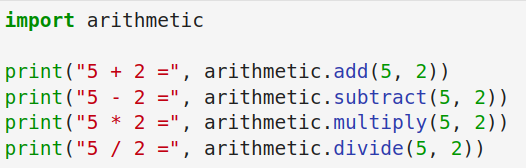 import arithmetic
print("5 + 2 =", arithmetic.add(5, 2))
print("5 - 2 =", arithmetic.subtract(5, 2))
print("5 * 2 =", arithmetic.multiply(5, 2))
print("5 / 2 =", arithmetic.divide(5, 2))